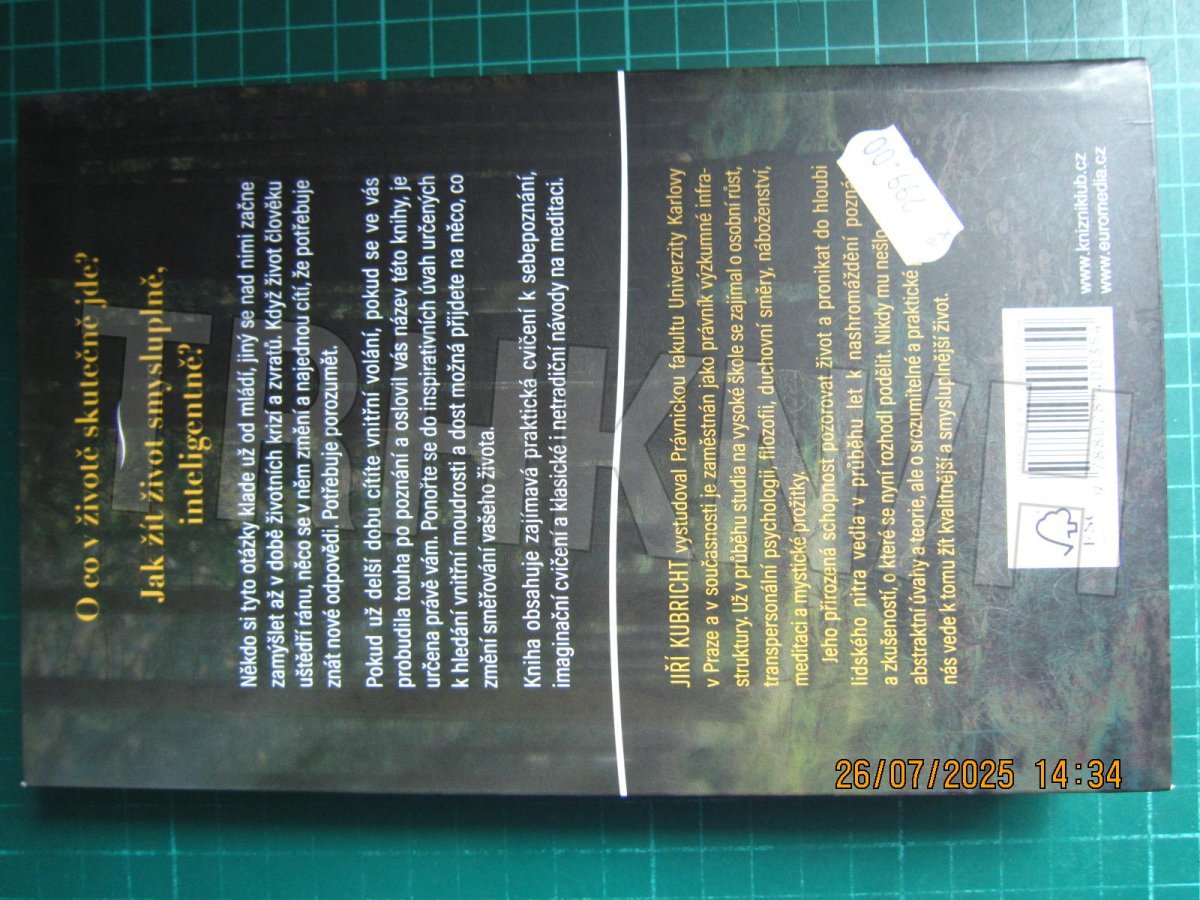 O co v životě skutečně jde?
Jak žít život smysluplně,
inteligentně?
Někdo si tyto otázky klade už od mládí, jiný se nad nimi začne
zamýšlet až v době životních krizí a zvratů. Když život člověku
uštědří ránu, něco se v něm změní a najednou cítí, že potřebuje
znát nové odpovědi. Potřebuje porozumět.
Pokud už delší dobu cítíte vnitřní volání, pokud se ve vás
probudila touha po poznání a oslovil vás název této knihy, je
určena právě vám. Ponořte se do inspirativních úvah určených
k hledání vnitřní moudrosti a dost možná přijdete na něco, co
změní směřování vašeho života.
Kniha obsahuje zajímavá praktická cvičení k sebepoznání,
imaginační cvičení a klasické i netradiční návody na meditaci.
JIŘÍ KUBRICHT vystudoval Právnickou fakultu Univerzity Karlovy
v Praze a v současnosti je zaměstnán jako právník výzkumné infra-
struktury. Už v průběhu studia na vysoké škole se zajímal o osobní růst,
transpersonální psychologii, filozofii, duchovní směry, náboženství,
meditaci a mystické prožitky.
Jeho přirozená schopnost pozorovat život a pronikat do hloubi
lidského nitra vedla v průběhu let k nashromáždění pozná
a zkušeností, o které se nyní rozhodl podělit. Nikdy mu nešlo
abstraktní úvahy a teorie, ale o srozumitelné a praktické
nás vede k tomu žít kvalitnější a smysluplnější život.
Kč 299.00
www.knizniklub.cz
www.euromedia.cz
FSC
TRHKNIH
26/07/2025 14:34